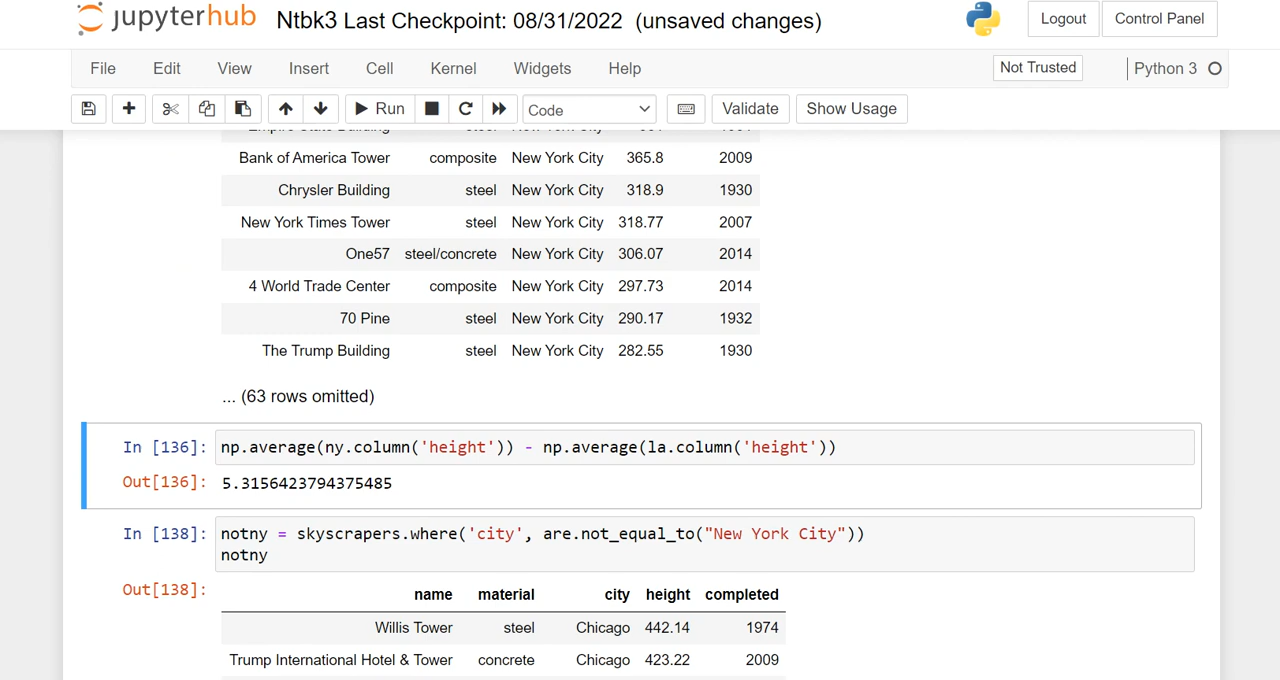 jupyterhub Ntbk3 Last Checkpoint: 08/31/2022 (unsaved changes) Logout Control Panel
File Edit View Insert Cell Kernel Widgets Help Not Trusted Python 3
Run Code Validate Show Usage
Empire State Building steel New York City
Bank of America Tower composite New York City 365.8 2009
Chrysler Building steel New York City 318.9 1930
New York Times Tower steel New York City 318.77 2007
One57 steel/concrete New York City 306.07 2014
4 World Trade Center composite New York City 297.73 2014
70 Pine steel New York City 290.17 1932
The Trump Building steel New York City 282.55 1930
... (63 rows omitted)
In [136]: np.average(ny.column('height')) - np.average(la.column('height'))
Out[136]: 5.3156423794375485
In [138]: notny = skyscrapers.where('city', are.not_equal_to("New York City"))
notny
Out[138]:
name material city height completed
Willis Tower steel Chicago 442.14 1974
Trump International Hotel & Tower concrete Chicago 423.22 2009